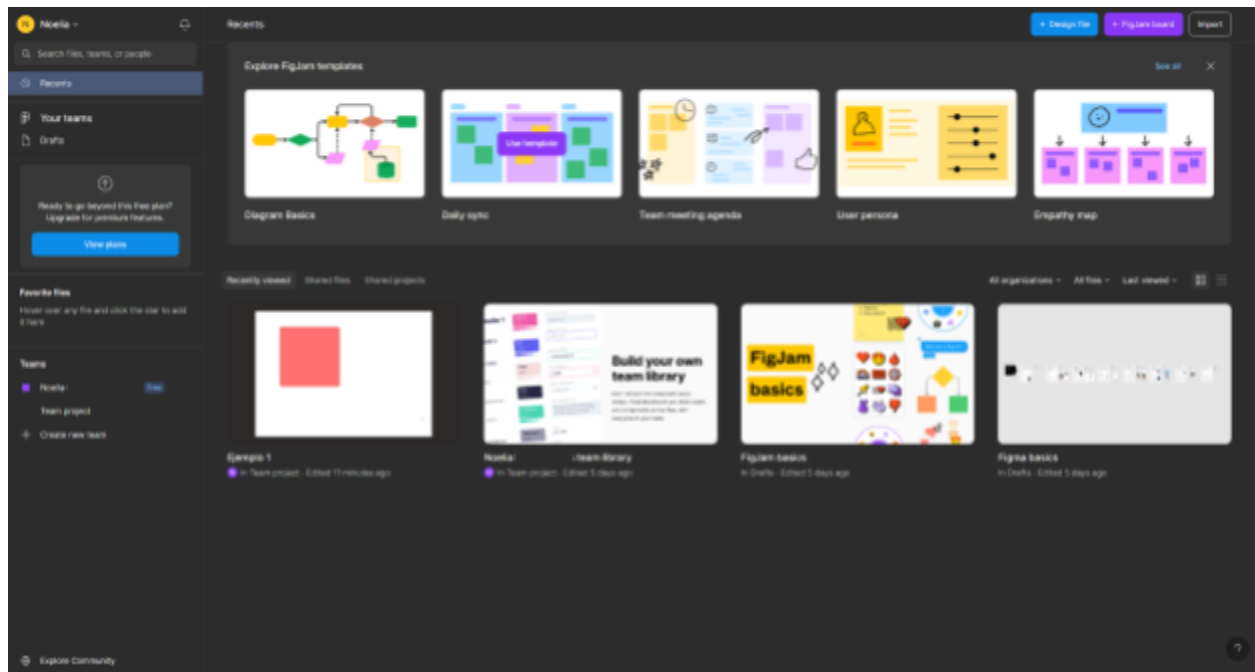 N Noelia
Search files, teams, or people
Recents
Your teams
Drafts
Ready to go beyond this free plan?
Upgrade for premium features.
View plans
Favorite files
Hover over any file and click the star to add
it here
Teams
Noelia
Free
Team project
+ Create new team
Explore Community
Recents
+ Design file
+ FigJam board
Import
Explore FigJam templates
See all
Use template
Diagram Basics
Daily sync
Team meeting agenda
User persona
Empathy map
Recently viewed
Shared files
Shared projects
All organizations
All files
Last viewed
Build your own
team library
FigJam
basics
Ejemplo 1
In Team project · Edited 11 minutes ago
Noelia: team library
In Team project · Edited 5 days ago
FigJam basics
In Drafts · Edited 5 days ago
Figma basics
In Drafts · Edited 5 days ago
?